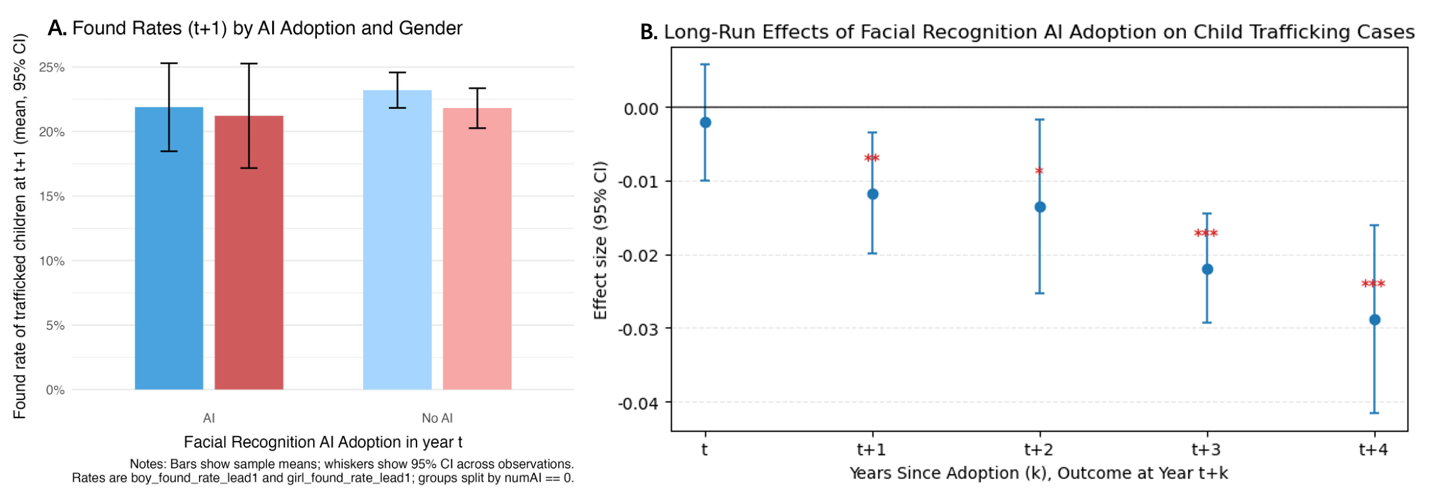 A. Found Rates (t+1) by AI Adoption and Gender
Found rate of trafficked children at t+1 (mean, 95% CI)
25%
20%
15%
10%
5%
0%
AI
No AI
Facial Recognition AI Adoption in year t
Notes: Bars show sample means; whiskers show 95% CI across observations.
Rates are boy_found_rate_lead1 and girl_found_rate_lead1; groups split by numAI == 0.
B. Long-Run Effects of Facial Recognition AI Adoption on Child Trafficking Cases
Effect size (95% CI)
0.00
-0.01
-0.02
-0.03
-0.04
**
*
***
***
t
t+1
t+2
t+3
t+4
Years Since Adoption (k), Outcome at Year t+k